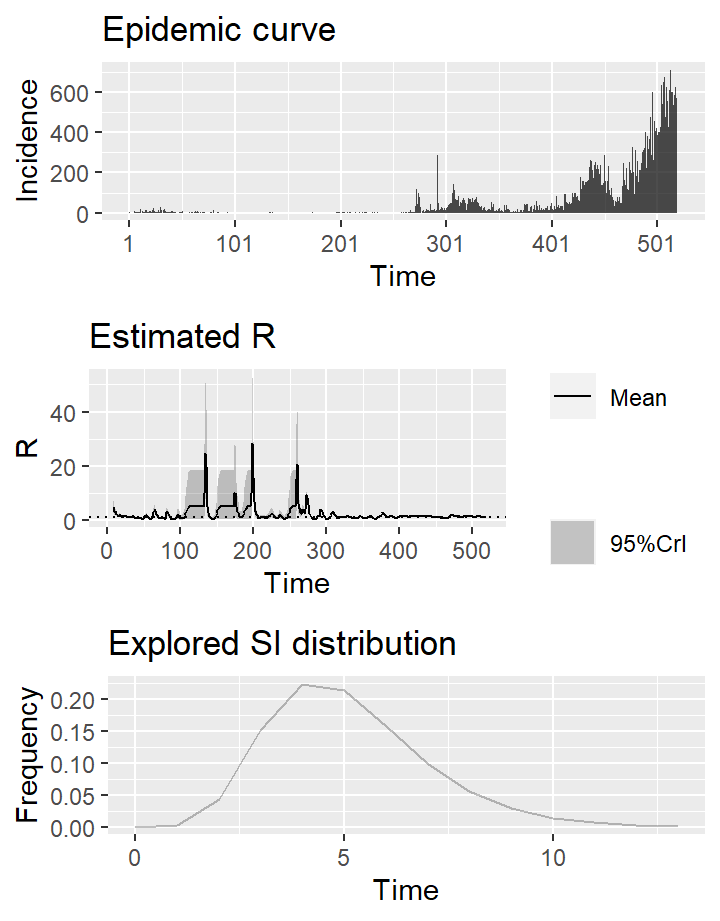 Epidemic curve
Incidence
600
400
200
0
1 101 201 301 401 501
Time
Estimated R
R
40
20
0
0 100 200 300 400 500
Time
Mean
95%CrI
Explored SI distribution
Frequency
0.20
0.15
0.10
0.05
0.00
0 5 10
Time